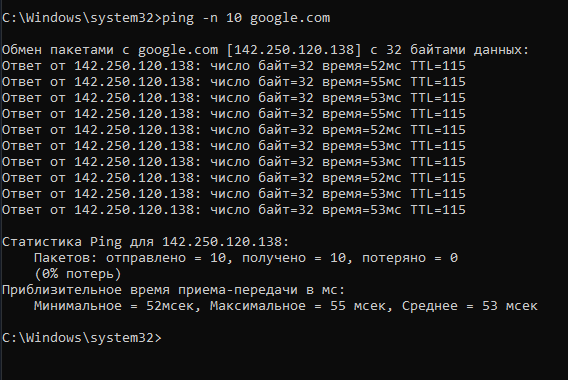 C:\Windows\system32>ping -n 10 google.com
Обмен пакетами с google.com [142.250.120.138] с 32 байтами данных:
Ответ от 142.250.120.138: число байт=32 время=52мс TTL=115
Ответ от 142.250.120.138: число байт=32 время=55мс TTL=115
Ответ от 142.250.120.138: число байт=32 время=53мс TTL=115
Ответ от 142.250.120.138: число байт=32 время=55мс TTL=115
Ответ от 142.250.120.138: число байт=32 время=52мс TTL=115
Ответ от 142.250.120.138: число байт=32 время=53мс TTL=115
Ответ от 142.250.120.138: число байт=32 время=53мс TTL=115
Ответ от 142.250.120.138: число байт=32 время=52мс TTL=115
Ответ от 142.250.120.138: число байт=32 время=53мс TTL=115
Ответ от 142.250.120.138: число байт=32 время=53мс TTL=115
Статистика Ping для 142.250.120.138:
Пакетов: отправлено = 10, получено = 10, потеряно = 0
(0% потерь)
Приблизительное время приема-передачи в мс:
Минимальное = 52мсек, Максимальное = 55 мсек, Среднее = 53 мсек
C:\Windows\system32>